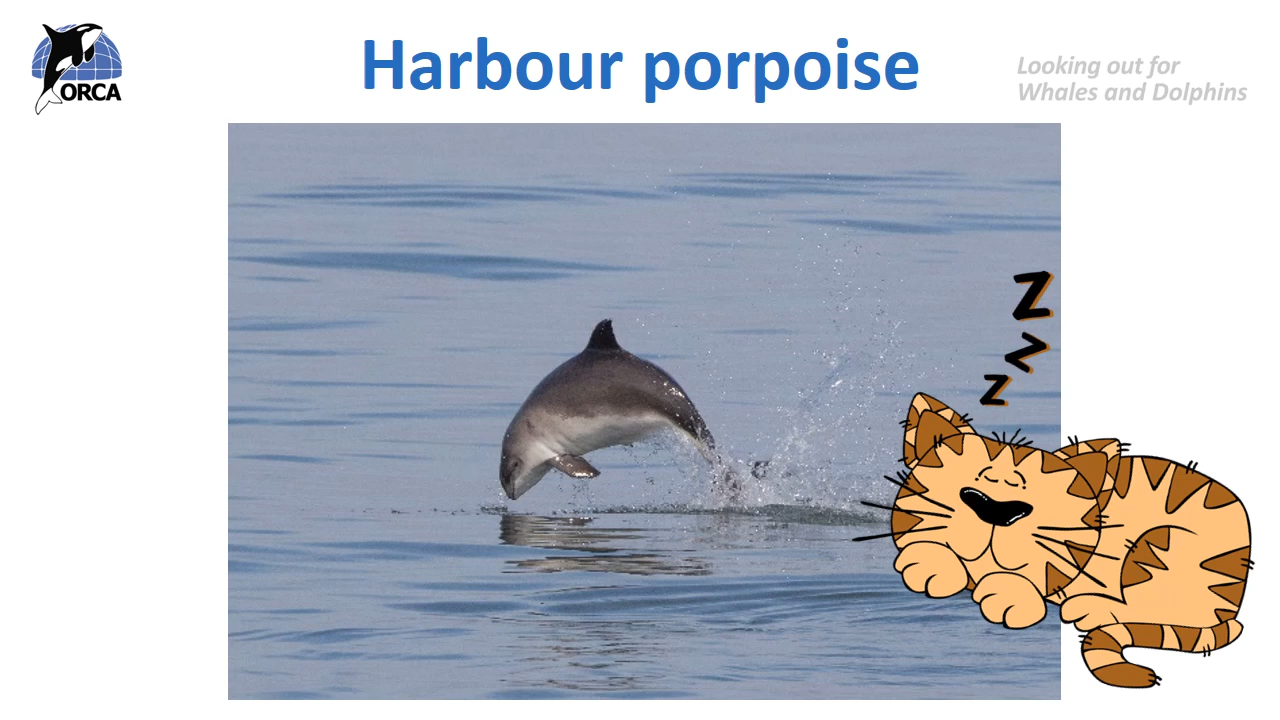 ORCA
Harbour porpoise
Looking out for
Whales and Dolphins
Z
Z
Z